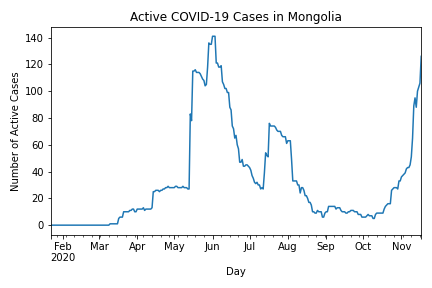 Active COVID-19 Cases in Mongolia
Number of Active Cases
140
120
100
80
60
40
20
0
Feb Mar Apr May Jun Jul Aug Sep Oct Nov
2020
Day